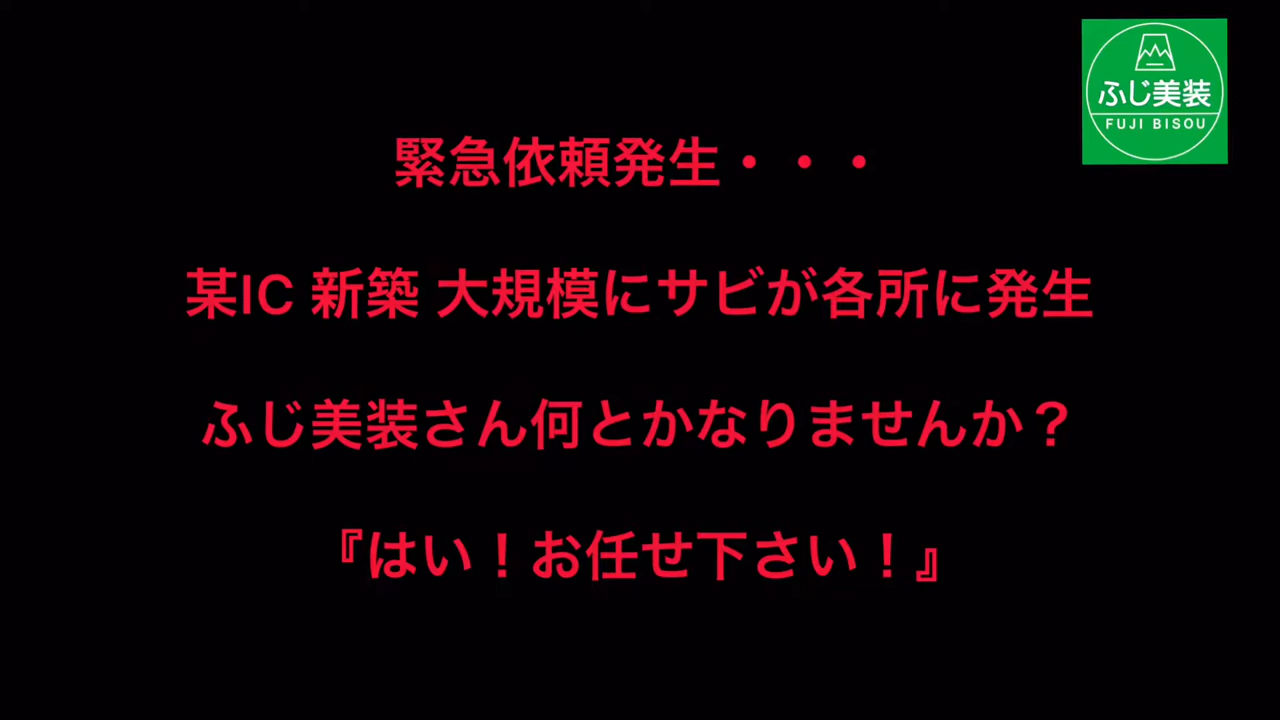 ふじ美装
FUJI BISOU
緊急依頼発生・・・
某IC 新築 大規模にサビが各所に発生
ふじ美装さん何とかなりませんか？
『はい！お任せ下さい！』